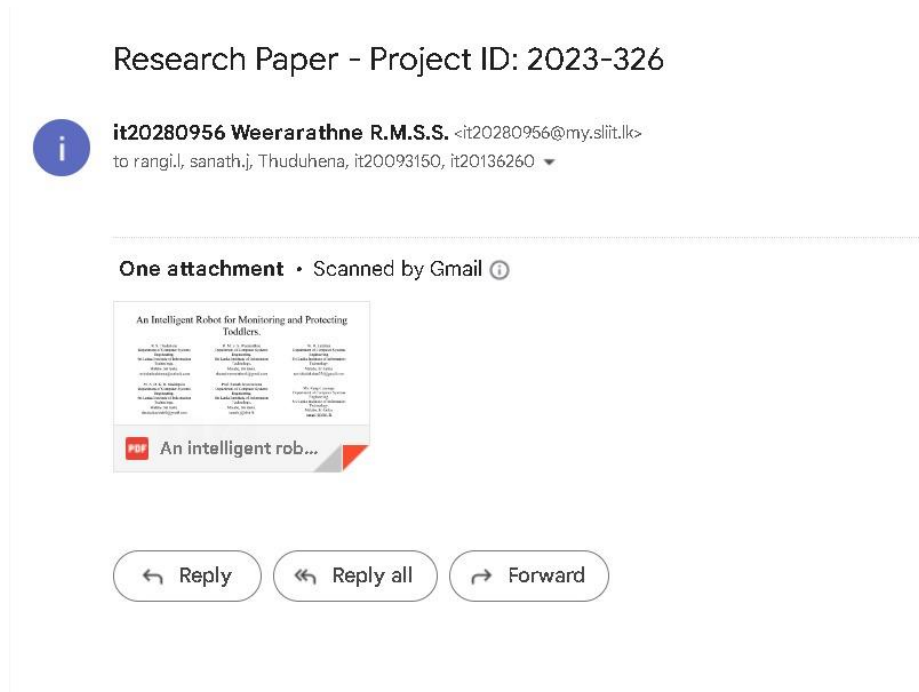 Research Paper - Project ID: 2023-326
i
it20280956 Weerarathne R.M.S.S. <it20280956@my.sliit.lk>
to rangi.l, sanath.j, Thuduhena, it20093150, it20136260
One attachment • Scanned by Gmail
An Intelligent Robot for Monitoring and Protecting
Toddlers.
PDF An intelligent rob...
Reply Reply all Forward